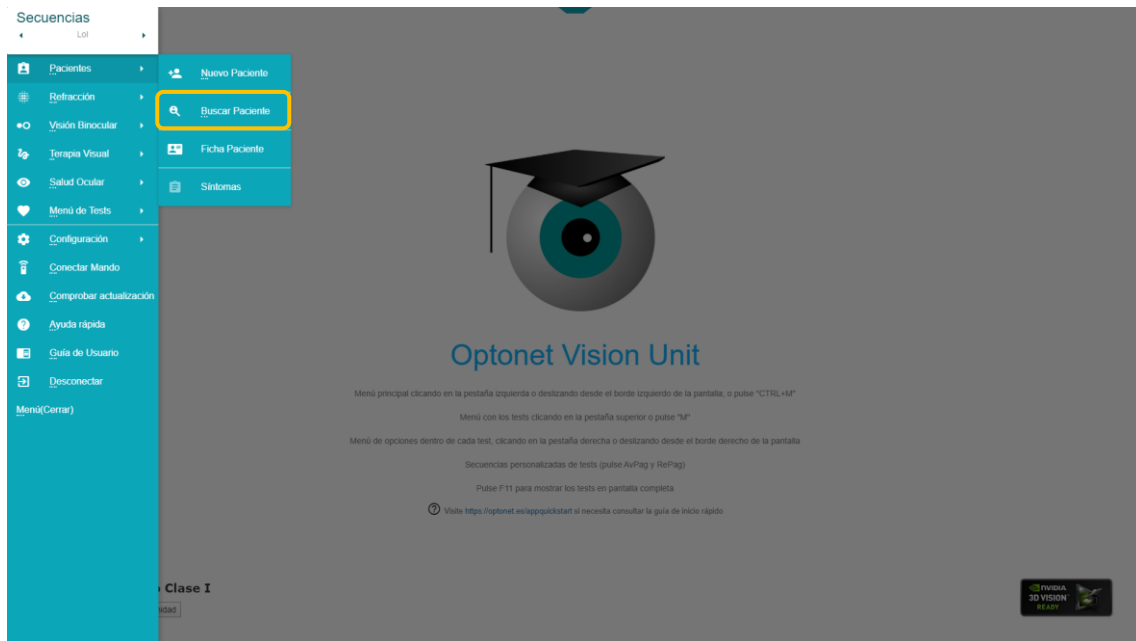 Secuencias
Lol
Pacientes
Refracción
Visión Binocular
Terapia Visual
Salud Ocular
Menú de Tests
Configuración
Conectar Mando
Comprobar actualización
Ayuda rápida
Guía de Usuario
Desconectar
Menú(Cerrar)
Nuevo Paciente
Buscar Paciente
Ficha Paciente
Síntomas
Optonet Vision Unit
Menú principal clicando en la pestaña izquierda o deslizando desde el borde izquierdo de la pantalla, o pulse "CTRL+M"
Menú con los tests clicando en la pestaña superior o pulse "M"
Menú de opciones dentro de cada test, clicando en la pestaña derecha o deslizando desde el borde derecho de la pantalla
Secuencias personalizadas de tests (pulse AvPag y RePag)
Pulse F11 para mostrar los tests en pantalla completa
Visite https://optonet.es/appquickstart si necesita consultar la guía de inicio rápido
Clase I
nidad
NVIDIA
3D VISION
READY